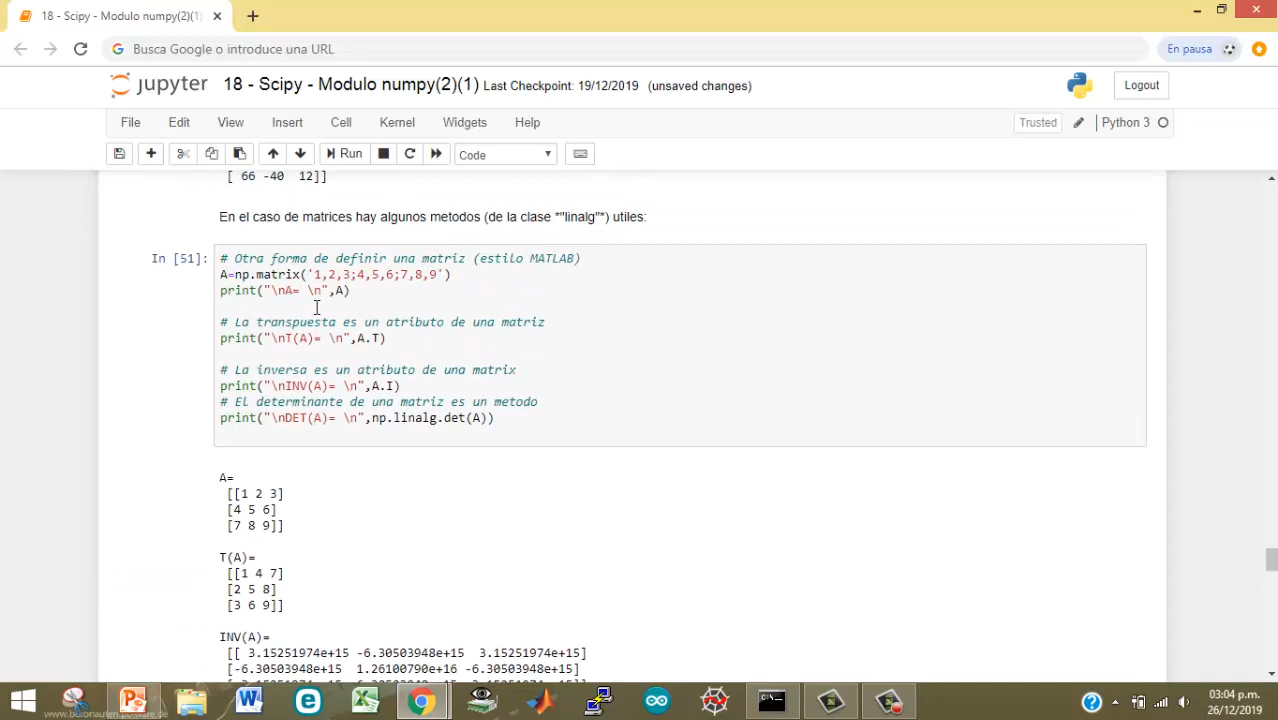 18 - Scipy - Modulo numpy(2)(1)
Busca Google o introduce una URL
En pausa
jupyter 18 - Scipy - Modulo numpy(2)(1) Last Checkpoint: 19/12/2019 (unsaved changes)
Logout
File Edit View Insert Cell Kernel Widgets Help
Trusted Python 3
Run Code
[ 66 -40 12]]
En el caso de matrices hay algunos metodos (de la clase *"linalg"*) utiles:
In [51]:
# Otra forma de definir una matriz (estilo MATLAB)
A=np.matrix('1,2,3;4,5,6;7,8,9')
print("\nA= \n",A)
# La transpuesta es un atributo de una matriz
print("\nT(A)= \n",A.T)
# La inversa es un atributo de una matrix
print("\nINV(A)= \n",A.I)
# El determinante de una matriz es un metodo
print("\nDET(A)= \n",np.linalg.det(A))
A=
[[1 2 3]
[4 5 6]
[7 8 9]]
T(A)=
[[1 4 7]
[2 5 8]
[3 6 9]]
INV(A)=
[[ 3.15251974e+15 -6.30503948e+15 3.15251974e+15]
[-6.30503948e+15 1.26100790e+16 -6.30503948e+15]
03:04 p.m.
26/12/2019